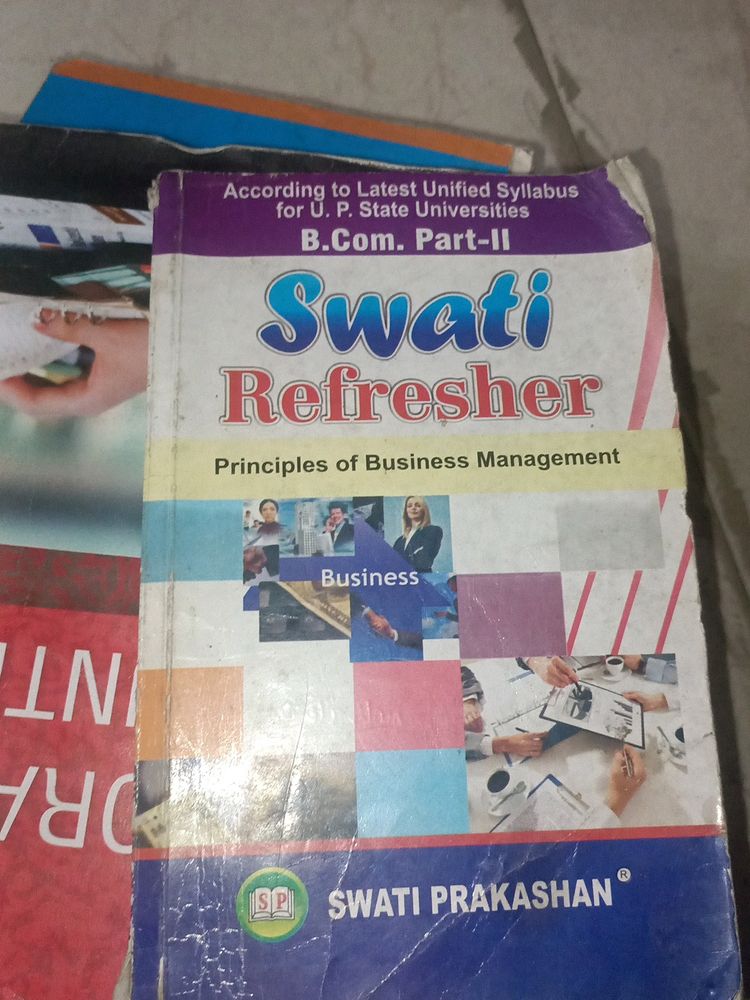 According to Latest Unified Syllabus
for U. P. State Universities
B.Com. Part-II
Swati
Refresher
Principles of Business Management
Business
SP
SWATI PRAKASHAN®